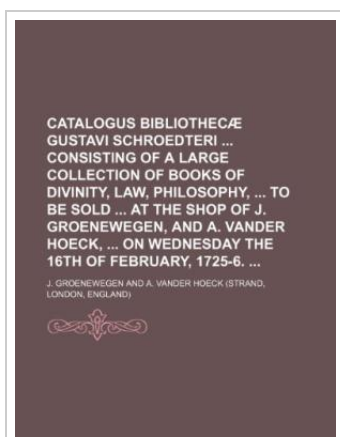 CATALOGUS BIBLIOTHECÆ
GUSTAVI SCHROEDTERI ...
CONSISTING OF A LARGE
COLLECTION OF BOOKS OF
DIVINITY, LAW, PHILOSOPHY, ... TO
BE SOLD ... AT THE SHOP OF J.
GROENEWEGEN, AND A. VANDER
HOECK, ... ON WEDNESDAY THE
16TH OF FEBRUARY, 1725-6. ...
J. GROENEWEGEN AND A. VANDER HOECK (STRAND,
LONDON, ENGLAND)